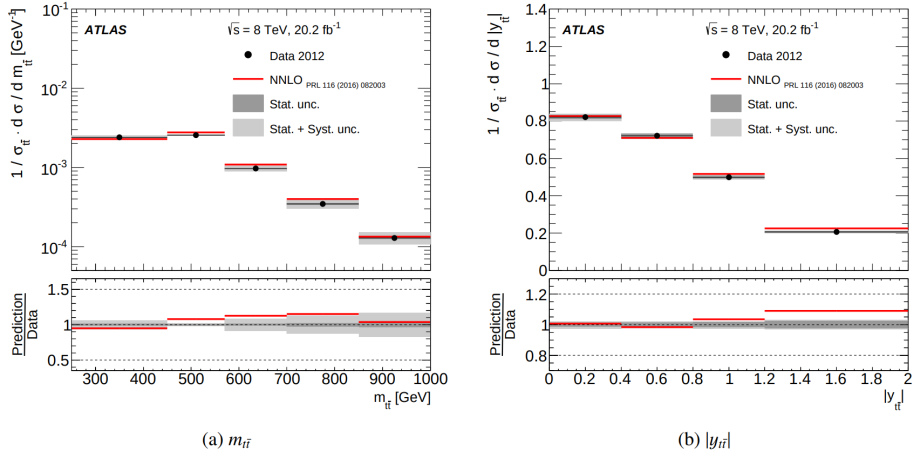 1 / σ_tt̄ · d σ / d m_tt̄ [GeV⁻¹]
ATLAS
√s = 8 TeV, 20.2 fb⁻¹
Data 2012
NNLO PRL 116 (2016) 082003
Stat. unc.
Stat. + Syst. unc.
10⁻¹
10⁻²
10⁻³
10⁻⁴
Prediction
Data
1.5
1
0.5
300 400 500 600 700 800 900 1000
m_tt̄ [GeV]
(a) m_tt̄
1 / σ_tt̄ · d σ / d |y_tt̄|
ATLAS
√s = 8 TeV, 20.2 fb⁻¹
Data 2012
NNLO PRL 116 (2016) 082003
Stat. unc.
Stat. + Syst. unc.
1.4
1.2
1
0.8
0.6
0.4
0.2
0
Prediction
Data
1.2
1.0
0.8
0 0.2 0.4 0.6 0.8 1 1.2 1.4 1.6 1.8 2
|y_tt̄|
(b) |y_tt̄|